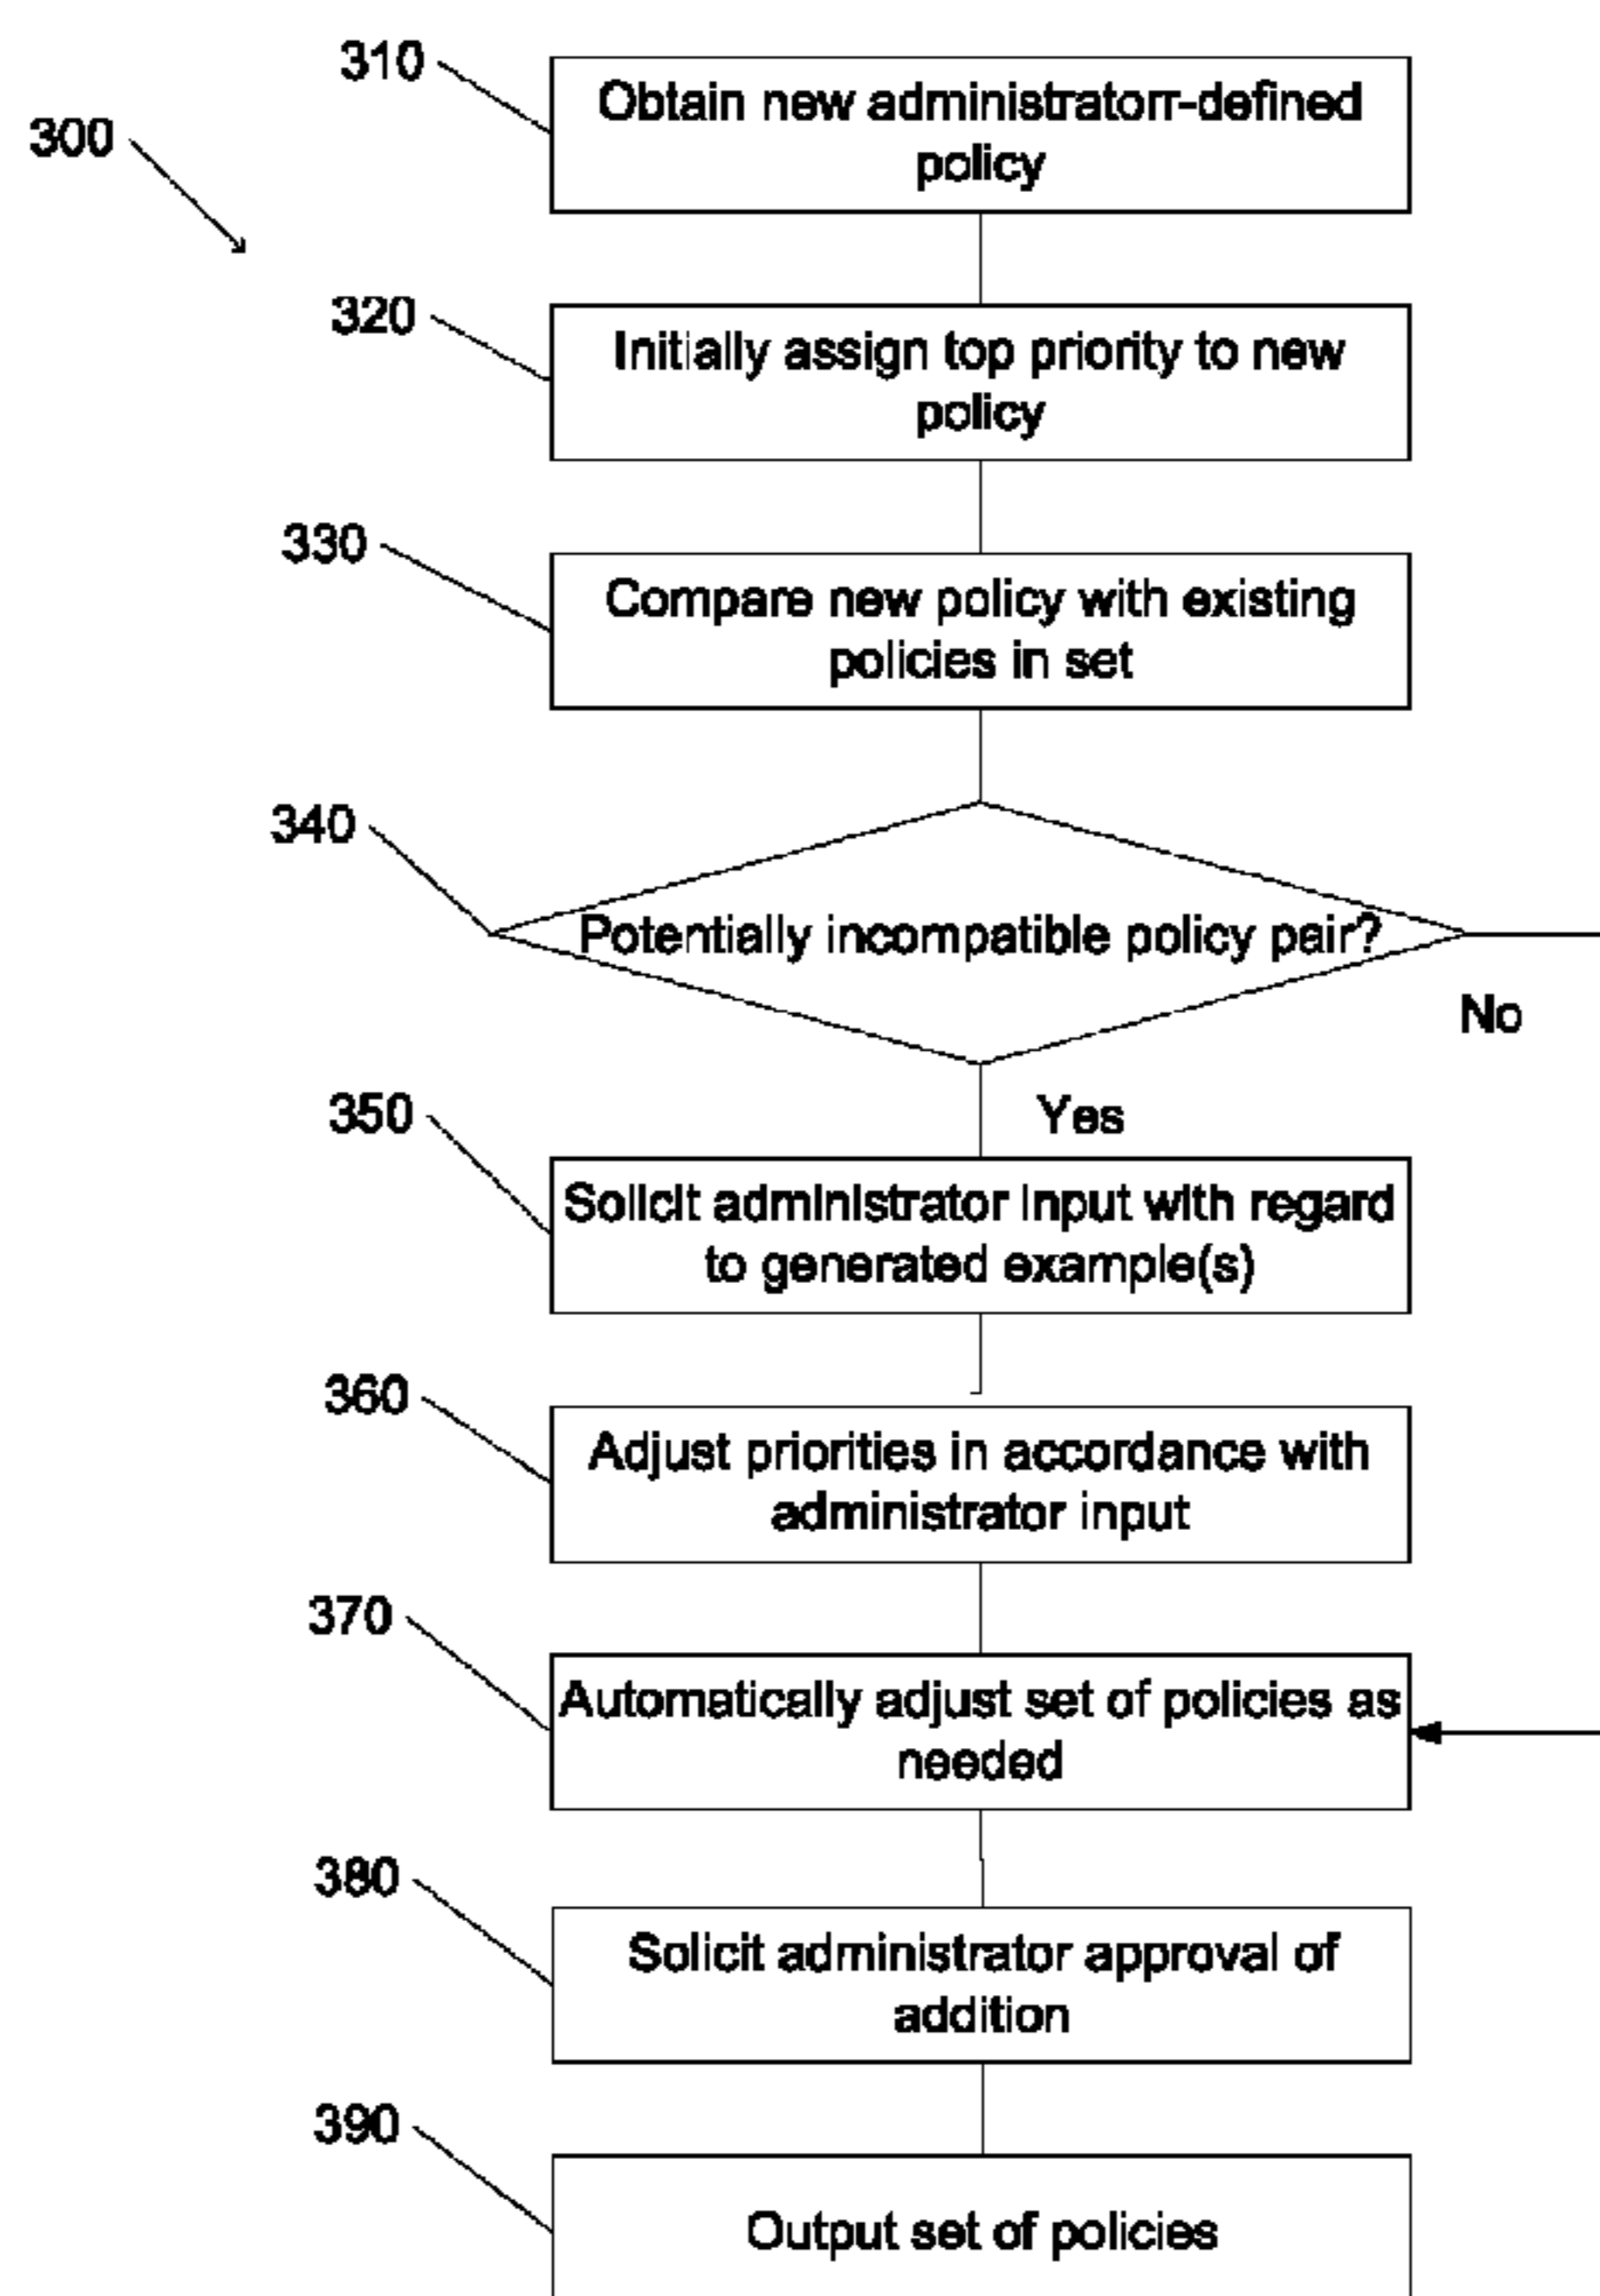 310
Obtain new administratorr-defined
policy
300
320
Initially assign top priority to new
policy
330
Compare new policy with existing
policies in set
340
Potentially incompatible policy pair?
No
Yes
350
Solicit administrator input with regard
to generated example(s)
360
Adjust priorities in accordance with
administrator input
370
Automatically adjust set of policies as
needed
380
Solicit administrator approval of
addition
390
Output set of policies